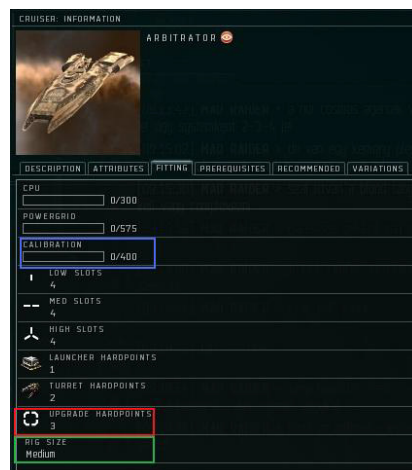 CRUISER: INFORMATION
ARBITRATOR
DESCRIPTION ATTRIBUTES FITTING PREREQUISITES RECOMMENDED VARIATIONS
CPU
0/300
POWERGRID
0/575
CALIBRATION
0/400
LOW SLOTS
4
MED SLOTS
4
HIGH SLOTS
4
LAUNCHER HARDPOINTS
1
TURRET HARDPOINTS
2
UPGRADE HARDPOINTS
3
RIG SIZE
Medium